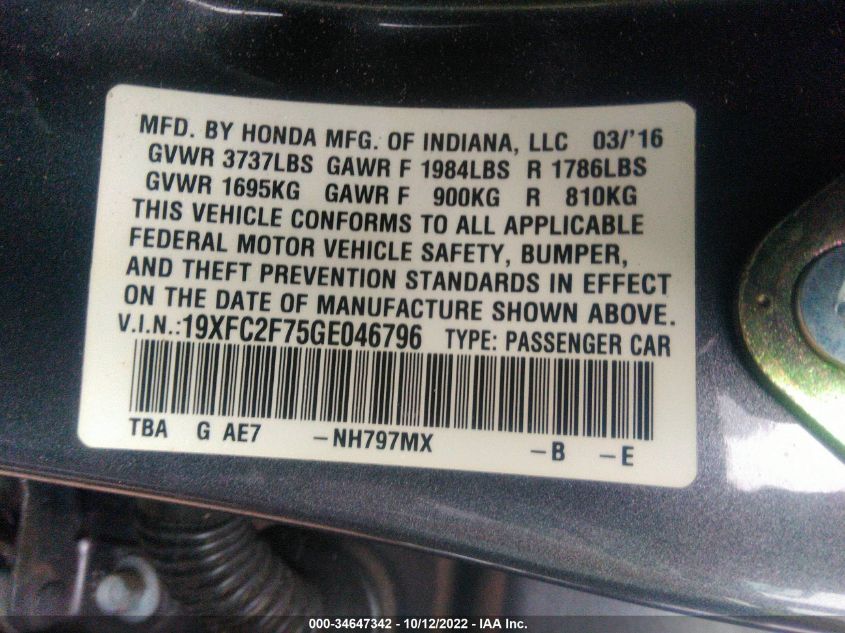 MFD. BY HONDA MFG. OF INDIANA, LLC 03/'16
GVWR 3737LBS GAWR F 1984LBS R 1786LBS
GVWR 1695KG GAWR F 900KG R 810KG
THIS VEHICLE CONFORMS TO ALL APPLICABLE
FEDERAL MOTOR VEHICLE SAFETY, BUMPER,
AND THEFT PREVENTION STANDARDS IN EFFECT
ON THE DATE OF MANUFACTURE SHOWN ABOVE.
V.I.N.:19XFC2F75GE046796 TYPE: PASSENGER CAR
TBA G AE7 -NH797MX -B -E
000-34647342 - 10/12/2022 - IAA Inc.